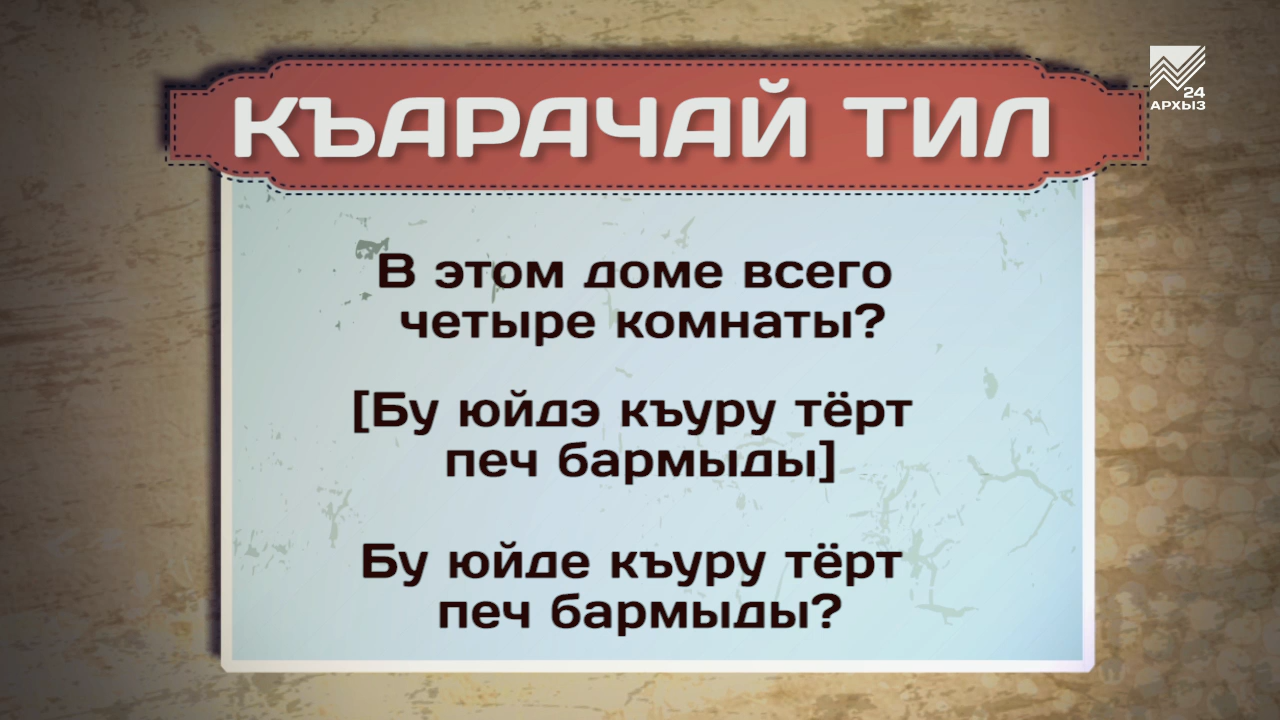 КЪАРАЧАЙ ТИЛ
24
АРХЫЗ
В этом доме всего
четыре комнаты?
[Бу юйдэ къуру тёрт
печ бармыды]
Бу юйде къуру тёрт
печ бармыды?